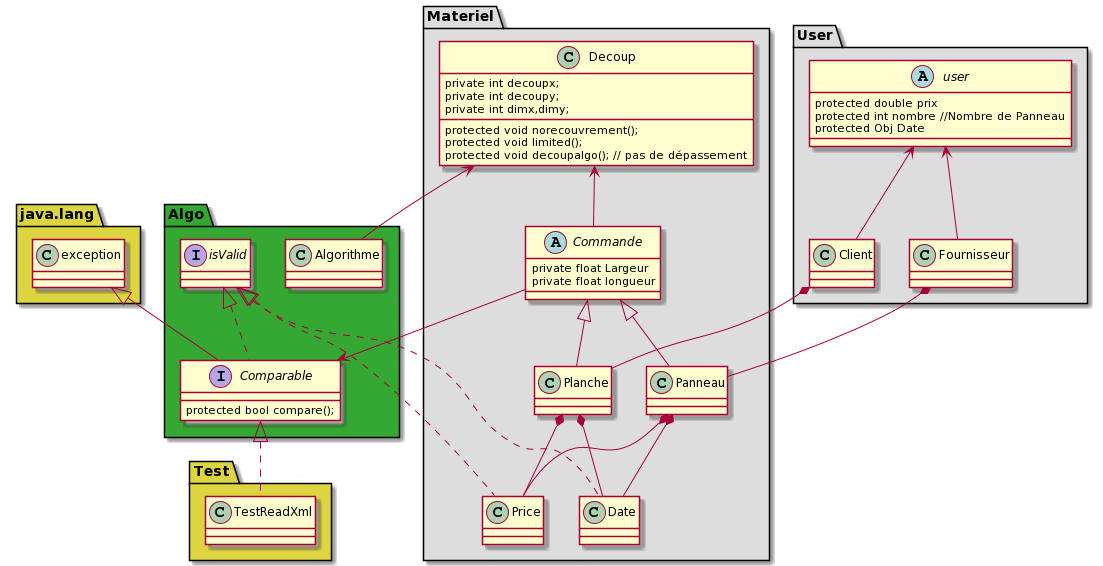 Materiel
C Decoup
private int decoupx;
private int decoupy;
private int dimx,dimy;
protected void norecouvrement();
protected void limited();
protected void decoupalgo(); // pas de dépassement
User
A user
protected double prix
protected int nombre //Nombre de Panneau
protected Obj Date
java.lang
C exception
Algo
I isValid
C Algorithme
A Commande
private float Largeur
private float longueur
C Client
C Fournisseur
I Comparable
protected bool compare();
C Planche
C Panneau
Test
C TestReadXml
C Price
C Date